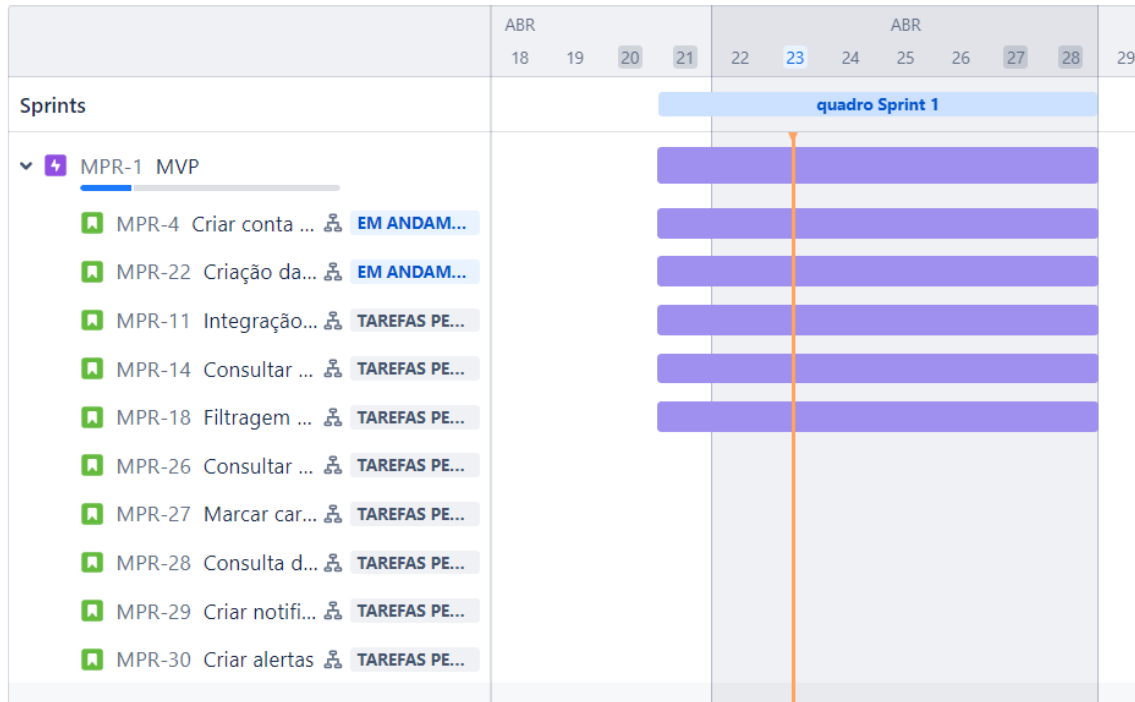 ABR ABR
18 19 20 21 22 23 24 25 26 27 28 29
Sprints quadro Sprint 1
MPR-1 MVP
MPR-4 Criar conta ... EM ANDAM...
MPR-22 Criação da... EM ANDAM...
MPR-11 Integração... TAREFAS PE...
MPR-14 Consultar ... TAREFAS PE...
MPR-18 Filtragem ... TAREFAS PE...
MPR-26 Consultar ... TAREFAS PE...
MPR-27 Marcar car... TAREFAS PE...
MPR-28 Consulta d... TAREFAS PE...
MPR-29 Criar notifi... TAREFAS PE...
MPR-30 Criar alertas TAREFAS PE...